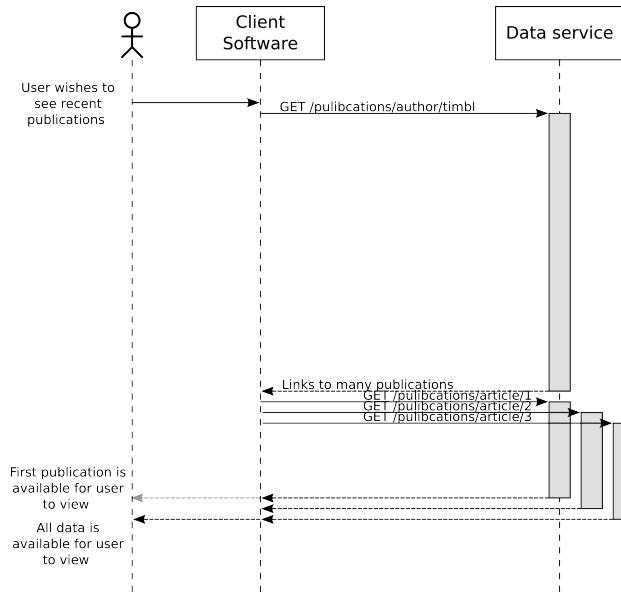 Client
Software
Data service
User wishes to
see recent
publications
GET /pulibcations/author/timbl
Links to many publications
GET /pulibcations/article/1
GET /pulibcations/article/2
GET /pulibcations/article/3
First publication is
available for user
to view
All data is
available for user
to view